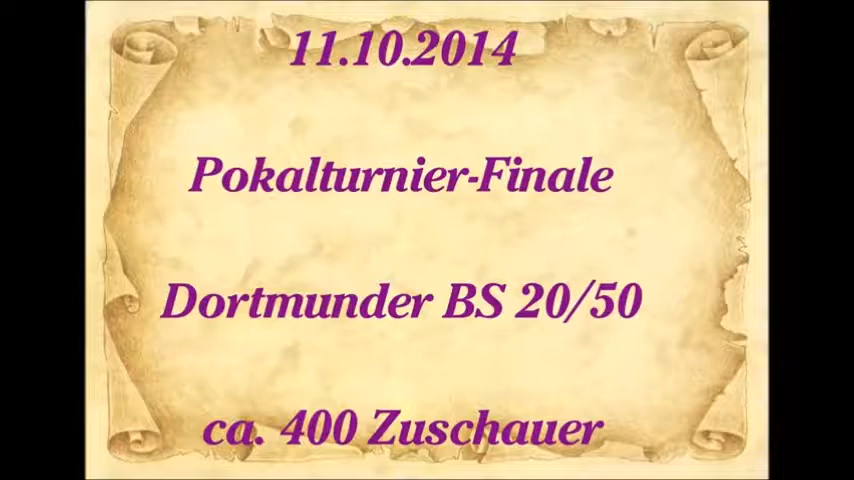 11.10.2014
Pokalturnier-Finale
Dortmunder BS 20/50
ca. 400 Zuschauer